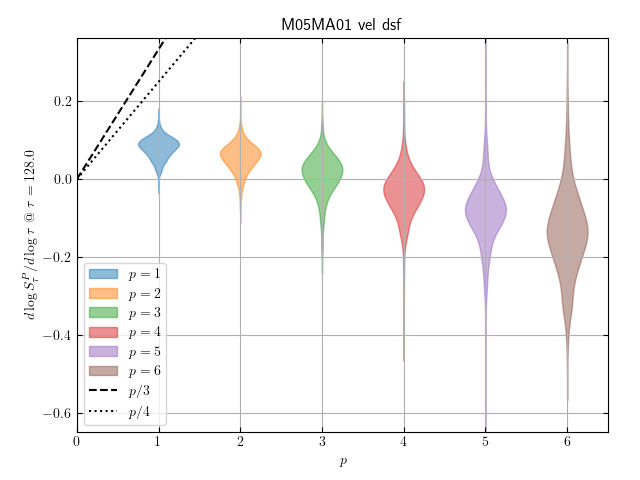 M05MA01 vel dsf
d log S_τ^P / d log τ @ τ = 128.0
0.2
0.0
−0.2
−0.4
−0.6
p = 1
p = 2
p = 3
p = 4
p = 5
p = 6
p/3
p/4
0 1 2 3 4 5 6
p